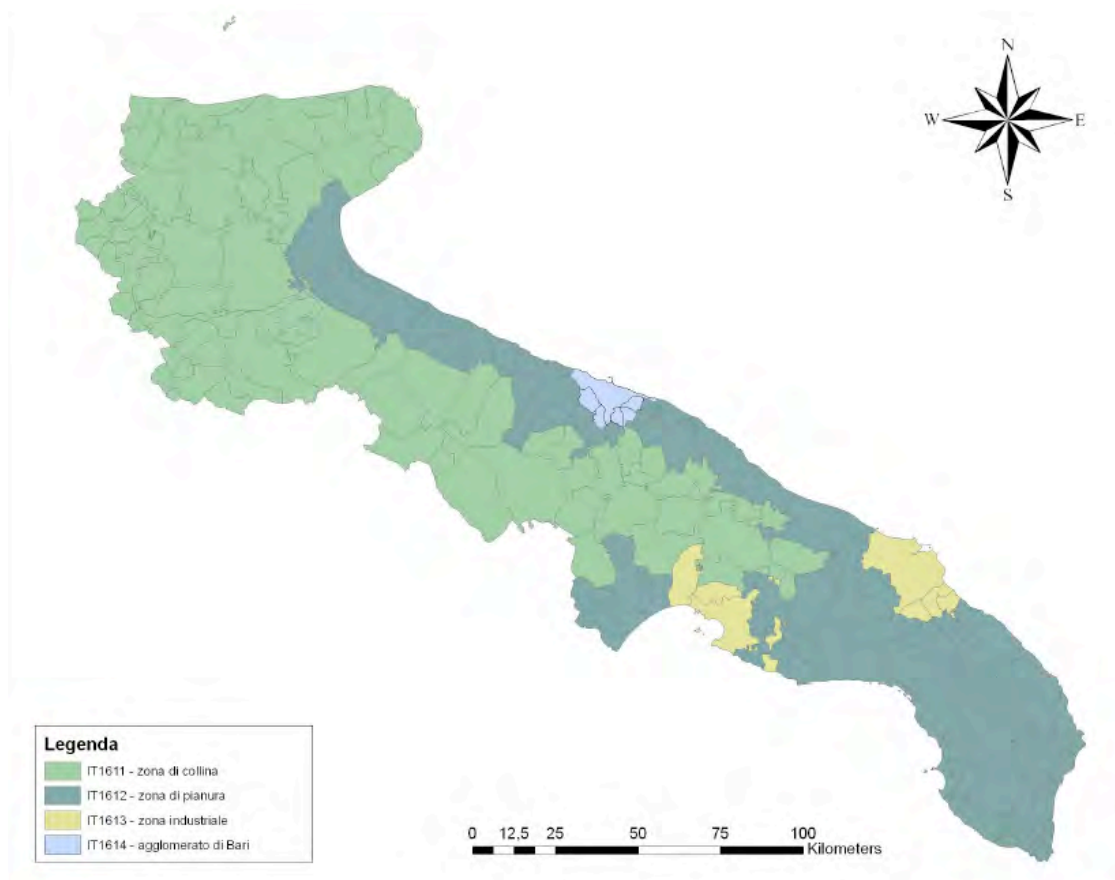 N
W E
S
Legenda
IT1611 - zona di collina
IT1612 - zona di pianura
IT1613 - zona industriale
IT1614 - agglomerato di Bari
0 12,5 25 50 75 100
Kilometers